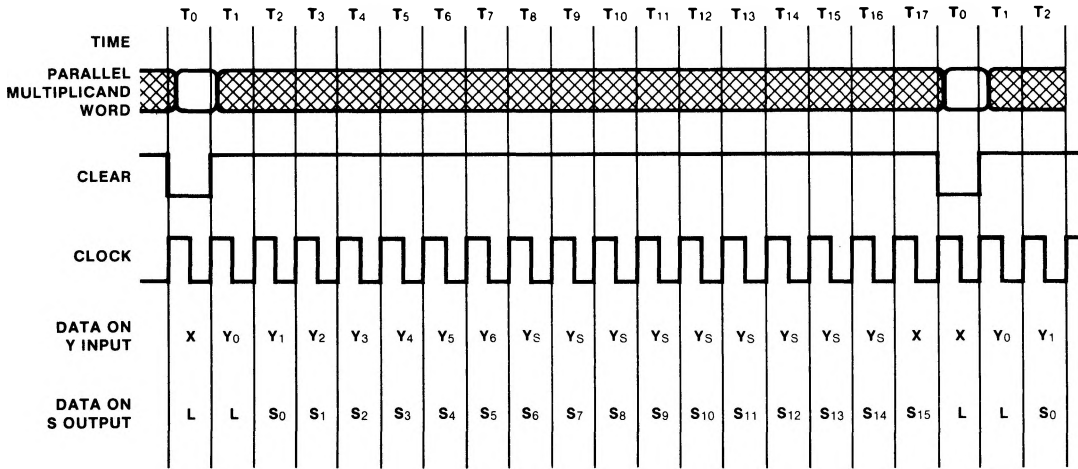 T0 T1 T2 T3 T4 T5 T6 T7 T8 T9 T10 T11 T12 T13 T14 T15 T16 T17 T0 T1 T2
TIME
PARALLEL
MULTIPLICAND
WORD
CLEAR
CLOCK
DATA ON
Y INPUT
X Y0 Y1 Y2 Y3 Y4 Y5 Y6 YS YS YS YS YS YS YS YS YS X X Y0 Y1
DATA ON
S OUTPUT
L L S0 S1 S2 S3 S4 S5 S6 S7 S8 S9 S10 S11 S12 S13 S14 S15 L L S0